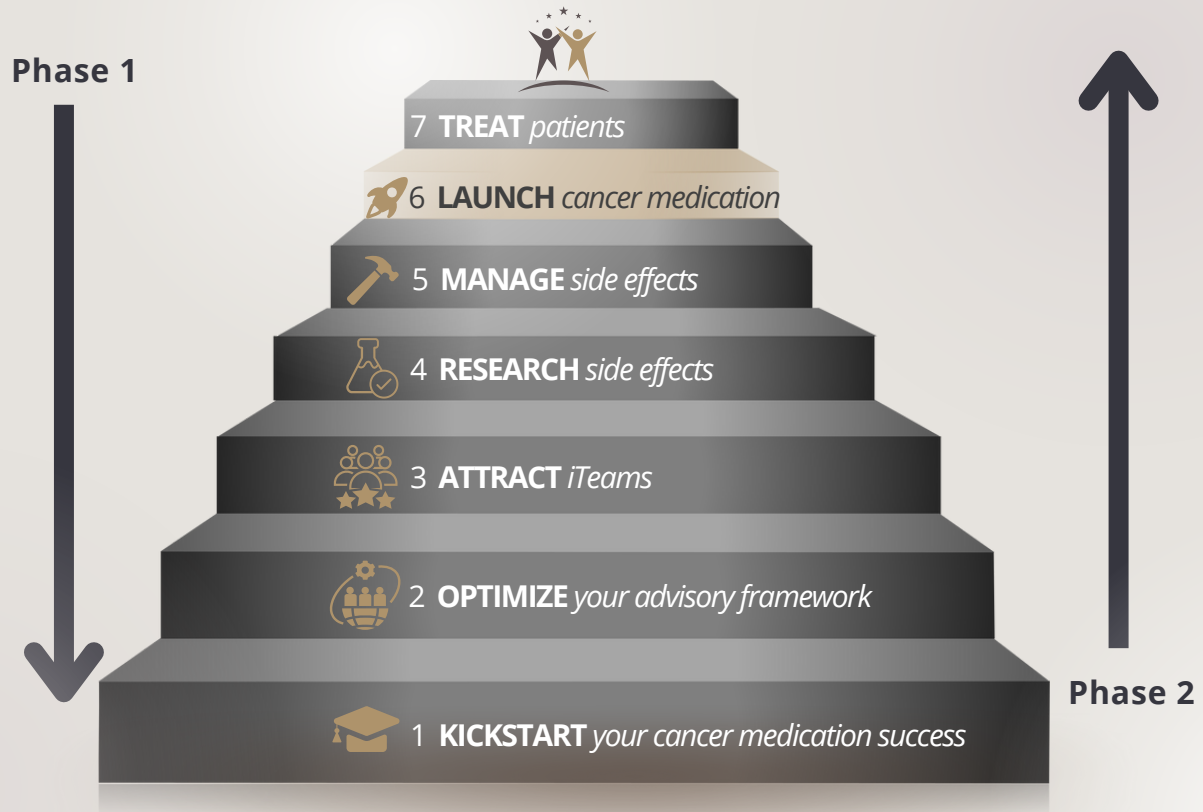 Phase 1
7 TREAT patients
6 LAUNCH cancer medication
5 MANAGE side effects
4 RESEARCH side effects
3 ATTRACT iTeams
2 OPTIMIZE your advisory framework
Phase 2
1 KICKSTART your cancer medication success